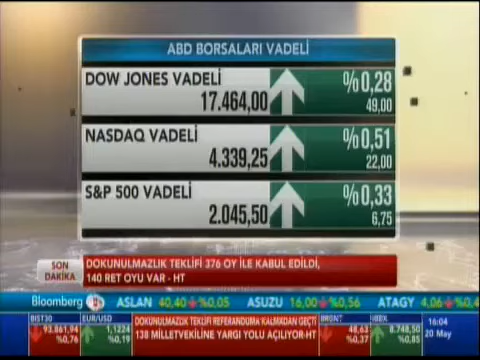 ABD BORSALARI VADELİ
DOW JONES VADELİ
17.464,00
%0,28
49,00
NASDAQ VADELİ
4.339,25
%0,51
22,00
S&P 500 VADELİ
2.045,50
%0,33
6,75
SON DAKİKA
DOKUNULMAZLIK TEKLİFİ 376 OY İLE KABUL EDİLDİ,
140 RET OYU VAR - HT
Bloomberg HT ASLAN 40,40 %0,05 ASUZU 16,00 %0,56 ATAGY 4,06 %0,4
BIST30 EUR/USD DOKUNULMAZLIK TEKLİFİ REFERANDUMA KALMADAN GEÇTİ BRENT IBEX 16:04
93.861,94 1,1224 138 MİLLETVEKİLİNE YARGI YOLU AÇILIYOR-HT 48,63 8.748,50 20 May
%0,76 %0,19 %0,37 %0,85